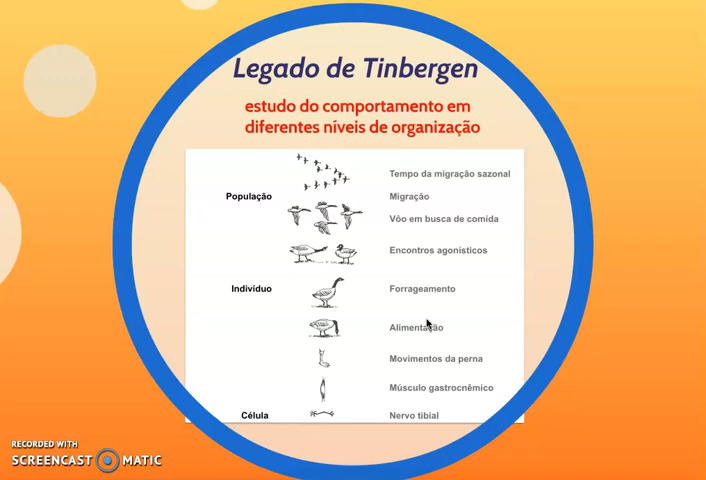 Legado de Tinbergen
estudo do comportamento em
diferentes níveis de organização
Tempo da migração sazonal
População
Migração
Vôo em busca de comida
Encontros agonísticos
Indivíduo
Forrageamento
Alimentação
Movimentos da perna
Músculo gastrocnêmico
Célula
Nervo tibial
RECORDED WITH
SCREENCAST MATIC